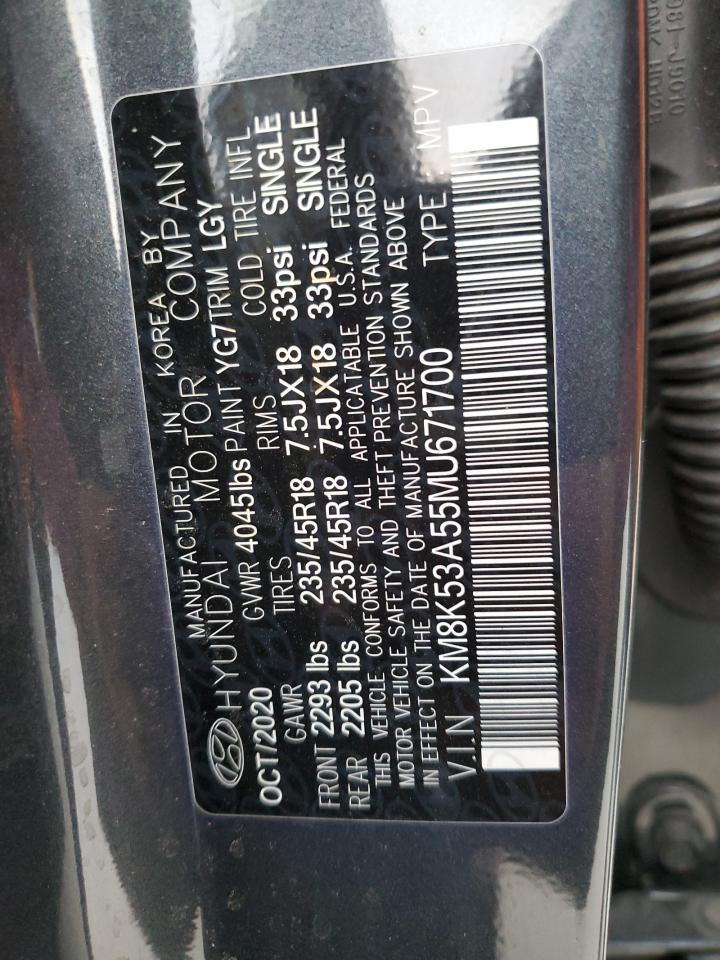 MANUFACTURED IN KOREA BY
HYUNDAI MOTOR COMPANY
OCT/2020 GVWR 4045lbs PAINT YG7TRIM LGY
GAWR TIRES RIMS COLD TIRE INFL
FRONT 2293 lbs 235/45R18 7.5JX18 33psi SINGLE
REAR 2205 lbs 235/45R18 7.5JX18 33psi SINGLE
THIS VEHICLE CONFORMS TO ALL APPLICATABLE U.S.A. FEDERAL
MOTOR VEHICLE SAFETY AND THEFT PREVENTION STANDARDS
IN EFFECT ON THE DATE OF MANUFACTURE SHOWN ABOVE
V.I.N KM8K53A55MU671700 TYPE MPV